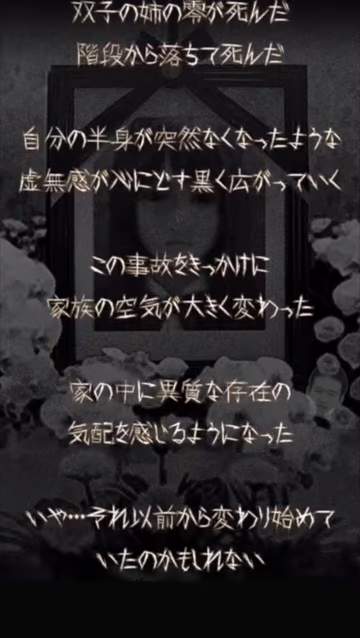 双子の姉の零が死んだ
階段から落ちて死んだ
自分の半身が突然なくなったような
虚無感が心にどす黒く広がっていく
この事故をきっかけに
家族の空気が大きく変わった
家の中に異質な存在の
気配を感じるようになった
いや…それ以前から変わり始めて
いたのかもしれない